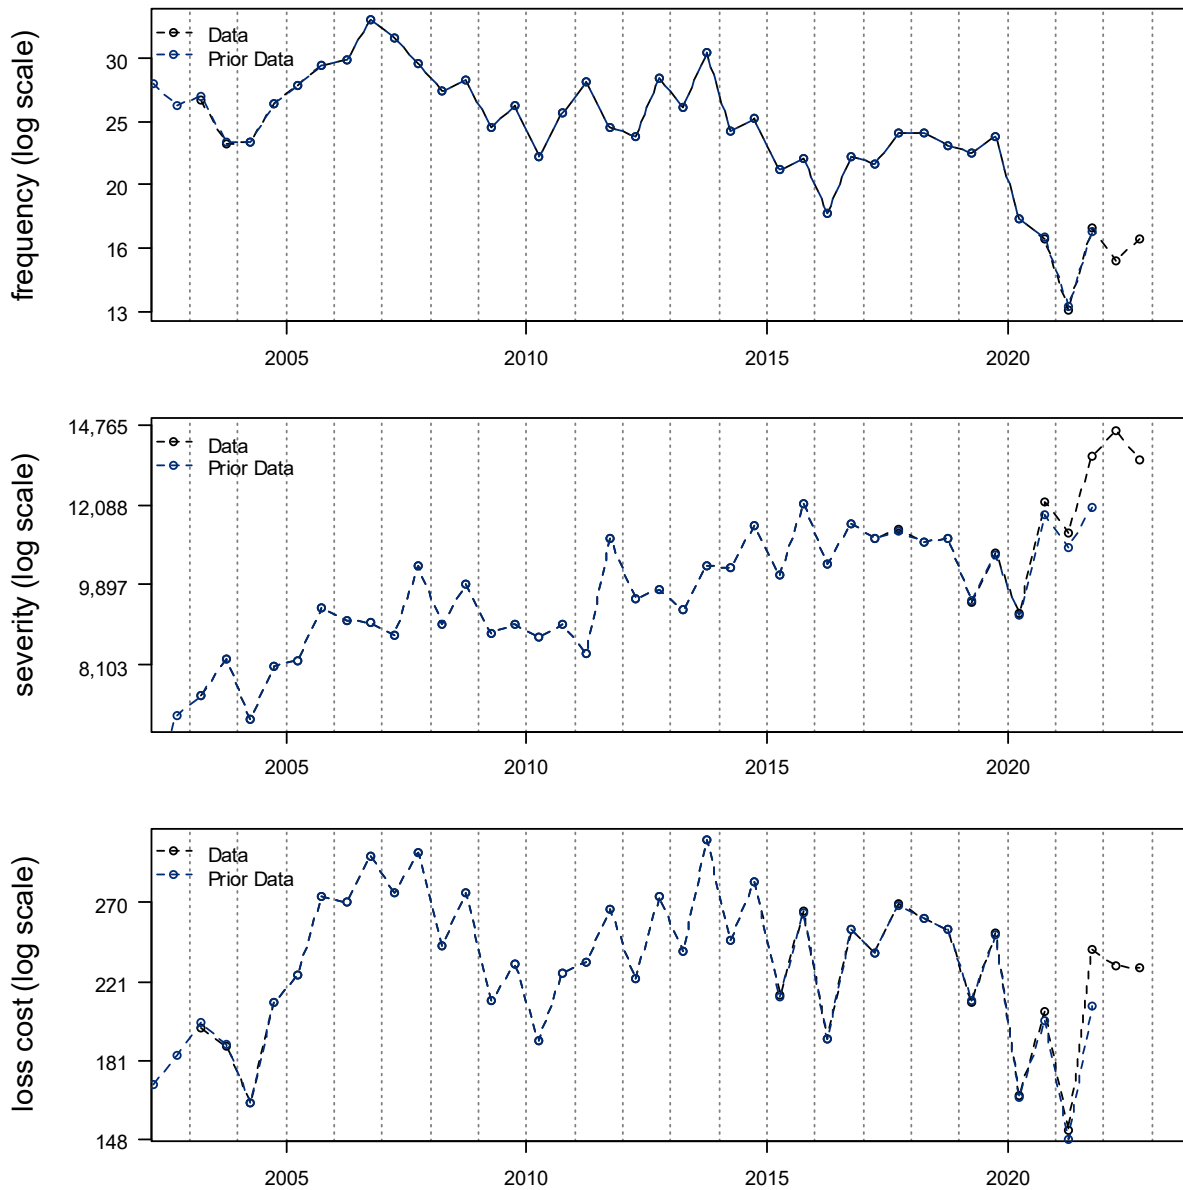 frequency (log scale)
Data
Prior Data
30
25
20
16
13
2005
2010
2015
2020
severity (log scale)
Data
Prior Data
14,765
12,088
9,897
8,103
2005
2010
2015
2020
loss cost (log scale)
Data
Prior Data
270
221
181
148
2005
2010
2015
2020